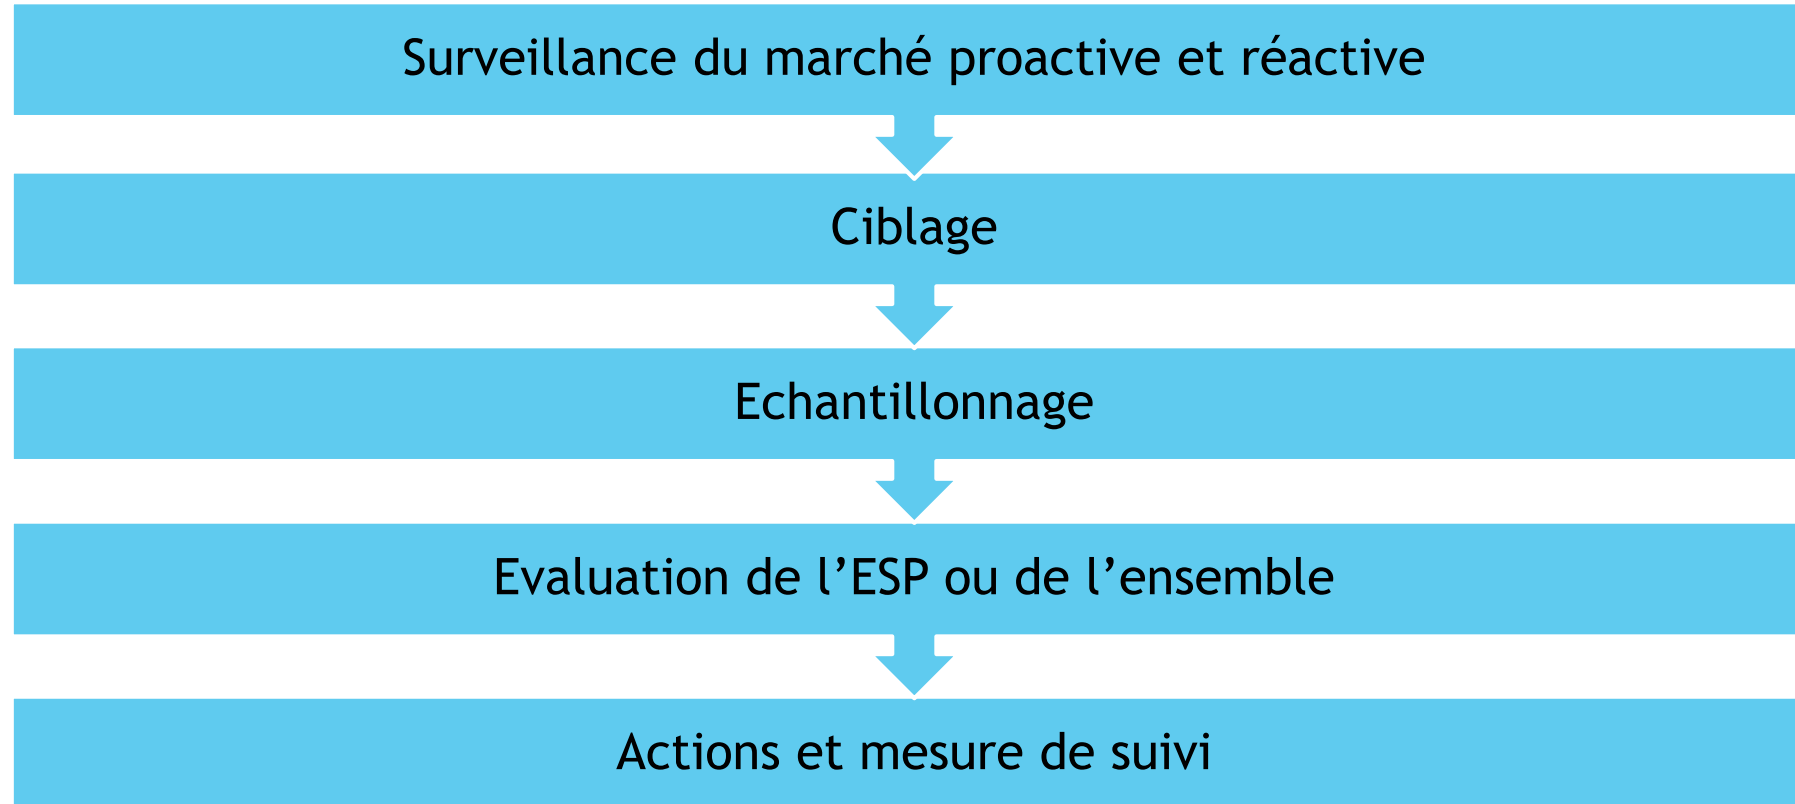 Surveillance du marché proactive et réactive
Ciblage
Echantillonnage
Evaluation de l’ESP ou de l’ensemble
Actions et mesure de suivi